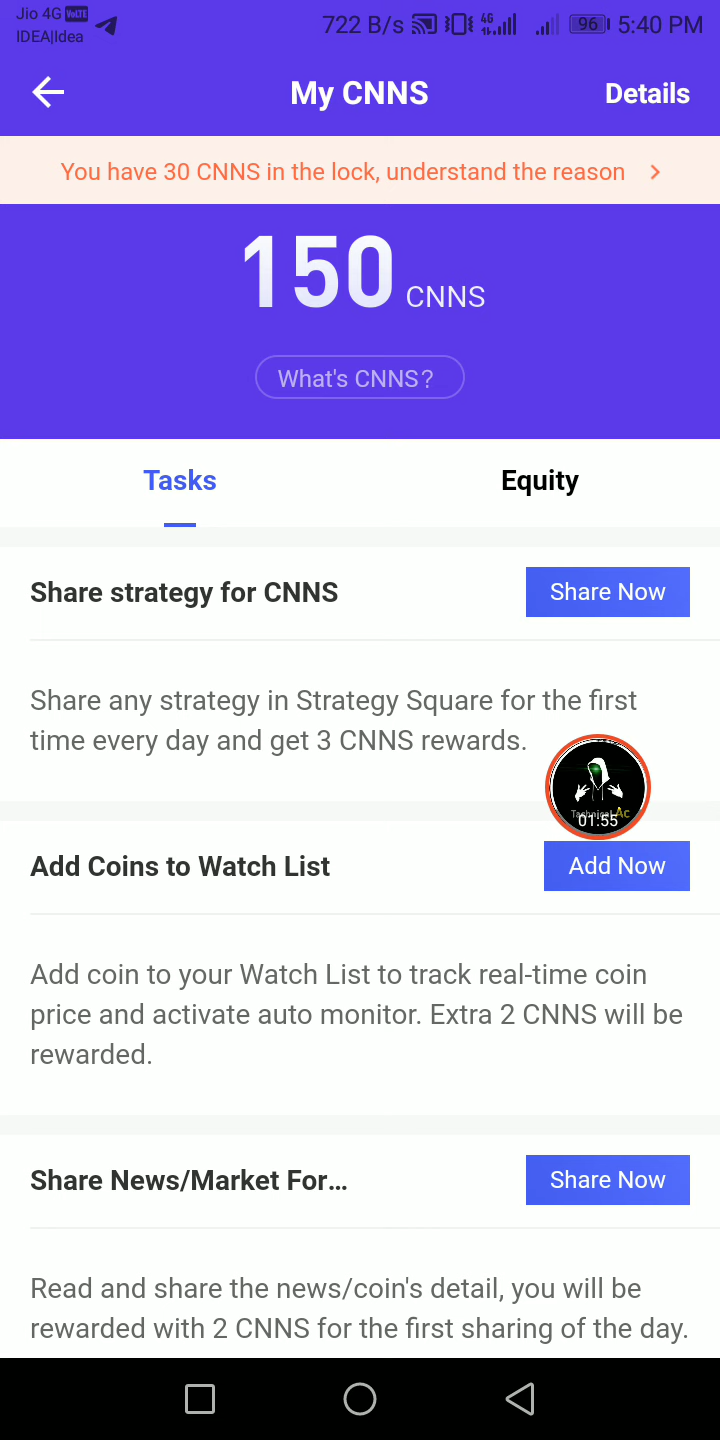 Jio 4G VoLTE
IDEA|Idea
722 B/s 4G 96 5:40 PM
My CNNS
Details
You have 30 CNNS in the lock, understand the reason
150 CNNS
What's CNNS?
Tasks
Equity
Share strategy for CNNS
Share Now
Share any strategy in Strategy Square for the first
time every day and get 3 CNNS rewards.
Tachnical Ac
01:55
Add Coins to Watch List
Add Now
Add coin to your Watch List to track real-time coin
price and activate auto monitor. Extra 2 CNNS will be
rewarded.
Share News/Market For...
Share Now
Read and share the news/coin's detail, you will be
rewarded with 2 CNNS for the first sharing of the day.